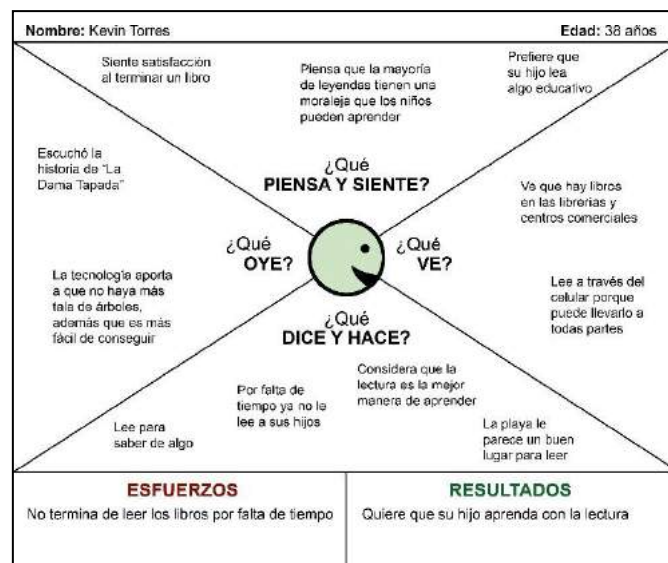 Nombre: Kevin Torres
Edad: 38 años
Siente satisfacción
al terminar un libro
Piensa que la mayoría
de leyendas tienen una
moraleja que los niños
pueden aprender
Prefiere que
su hijo lea
algo educativo
¿Qué
PIENSA Y SIENTE?
Escuchó la
historia de "La
Dama Tapada"
¿Qué
OYE?
La tecnología aporta
a que no haya más
tala de árboles,
además que es más
fácil de conseguir
¿Qué
VE?
Ve que hay libros
en las librerías y
centros comerciales
Lee a través del
celular porque
puede llevarlo a
todas partes
¿Qué
DICE Y HACE?
Lee para
saber de algo
Por falta de
tiempo ya no le
lee a sus hijos
Considera que la
lectura es la mejor
manera de aprender
La playa le
parece un buen
lugar para leer
ESFUERZOS
No termina de leer los libros por falta de tiempo
RESULTADOS
Quiere que su hijo aprenda con la lectura